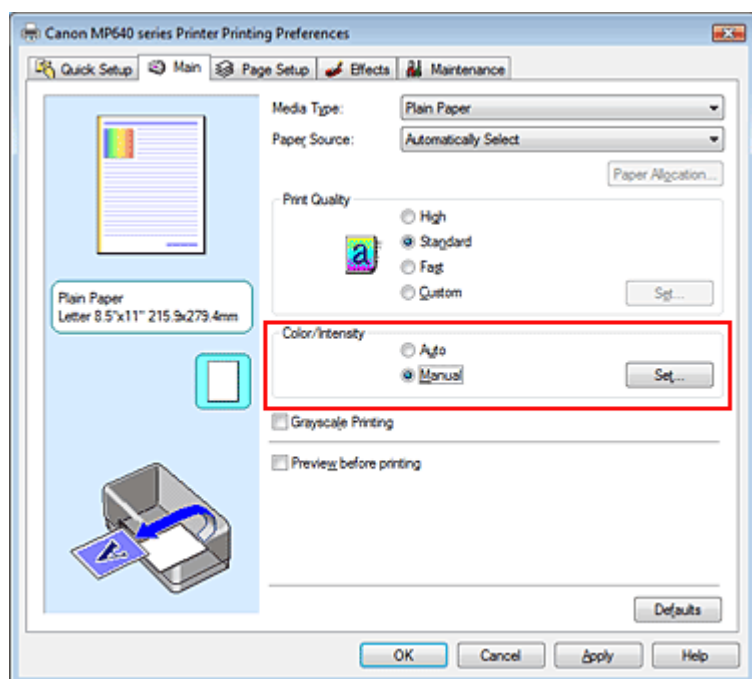 Canon MP640 series Printer Printing Preferences
Quick Setup Main Page Setup Effects Maintenance
Media Type: Plain Paper
Paper Source: Automatically Select
Paper Allocation...
Print Quality
High
a Standard
Fast
Custom Set...
Plain Paper
Letter 8.5"x11" 215.9x279.4mm
Color/Intensity
Auto
Manual Set...
Grayscale Printing
Preview before printing
A
Defaults
OK Cancel Apply Help